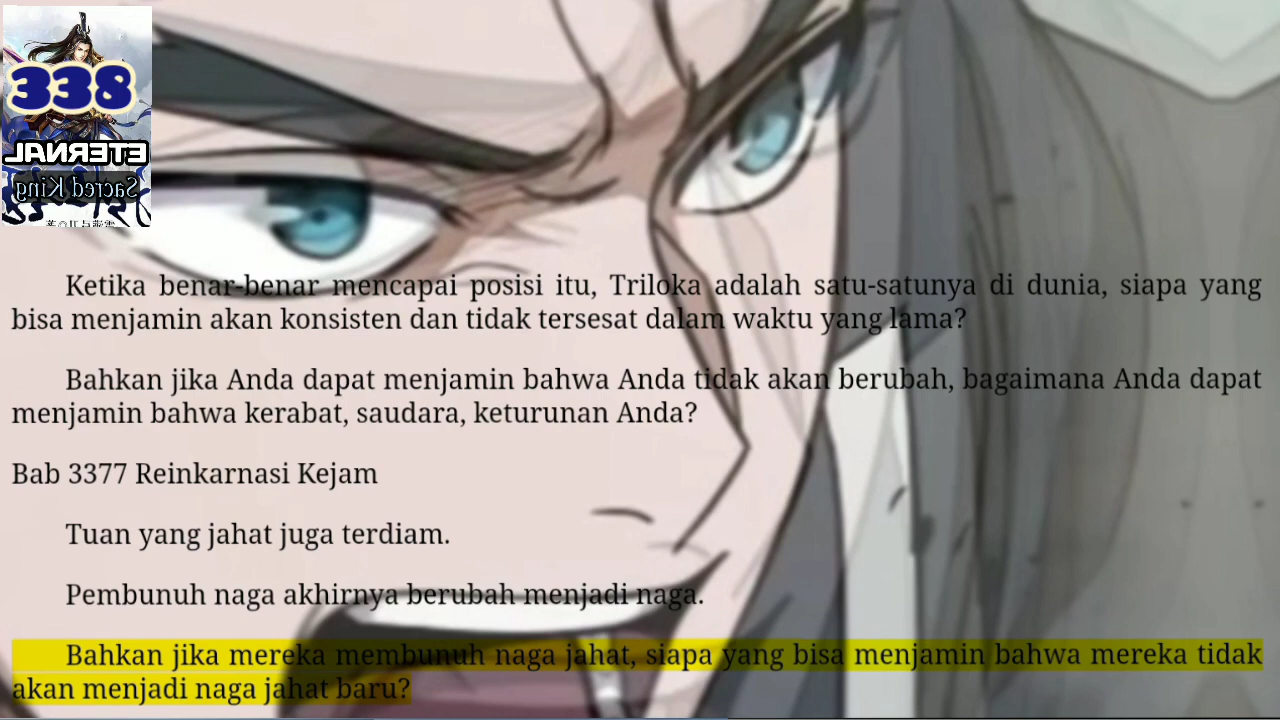 338
ETERNAL
Sacred King
Ketika benar-benar mencapai posisi itu, Triloka adalah satu-satunya di dunia, siapa yang
bisa menjamin akan konsisten dan tidak tersesat dalam waktu yang lama?
Bahkan jika Anda dapat menjamin bahwa Anda tidak akan berubah, bagaimana Anda dapat
menjamin bahwa kerabat, saudara, keturunan Anda?
Bab 3377 Reinkarnasi Kejam
Tuan yang jahat juga terdiam.
Pembunuh naga akhirnya berubah menjadi naga.
Bahkan jika mereka membunuh naga jahat, siapa yang bisa menjamin bahwa mereka tidak
akan menjadi naga jahat baru?